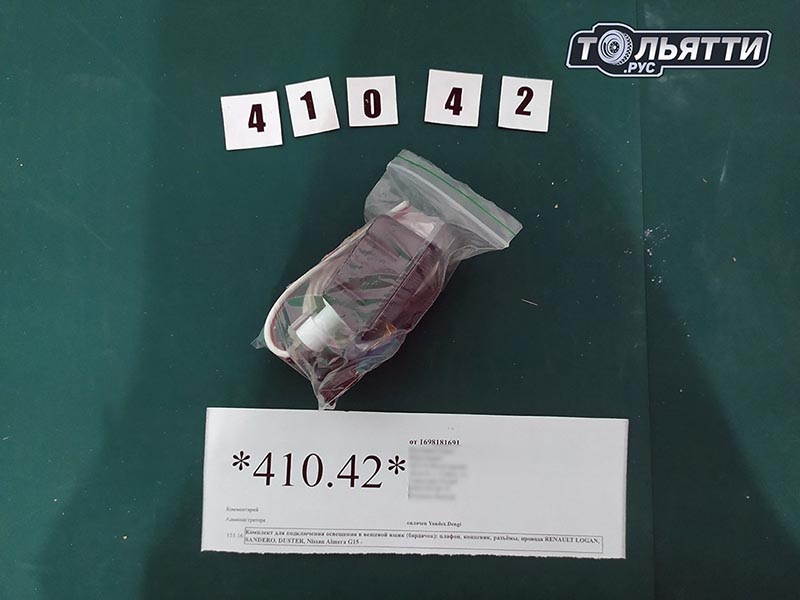 ТОЛЬЯТТИ
.РУС
4 1 0 4 2
от 1698181691
*410.42*
Комментарий
Администратора
оплачен Yandex.Dengi
Комплект для подключения освещения в вещевой ящик (бардачок): плафон, концевик, разъёмы, провода RENAULT LOGAN,
SANDERO, DUSTER, Nissan Almera G15 -